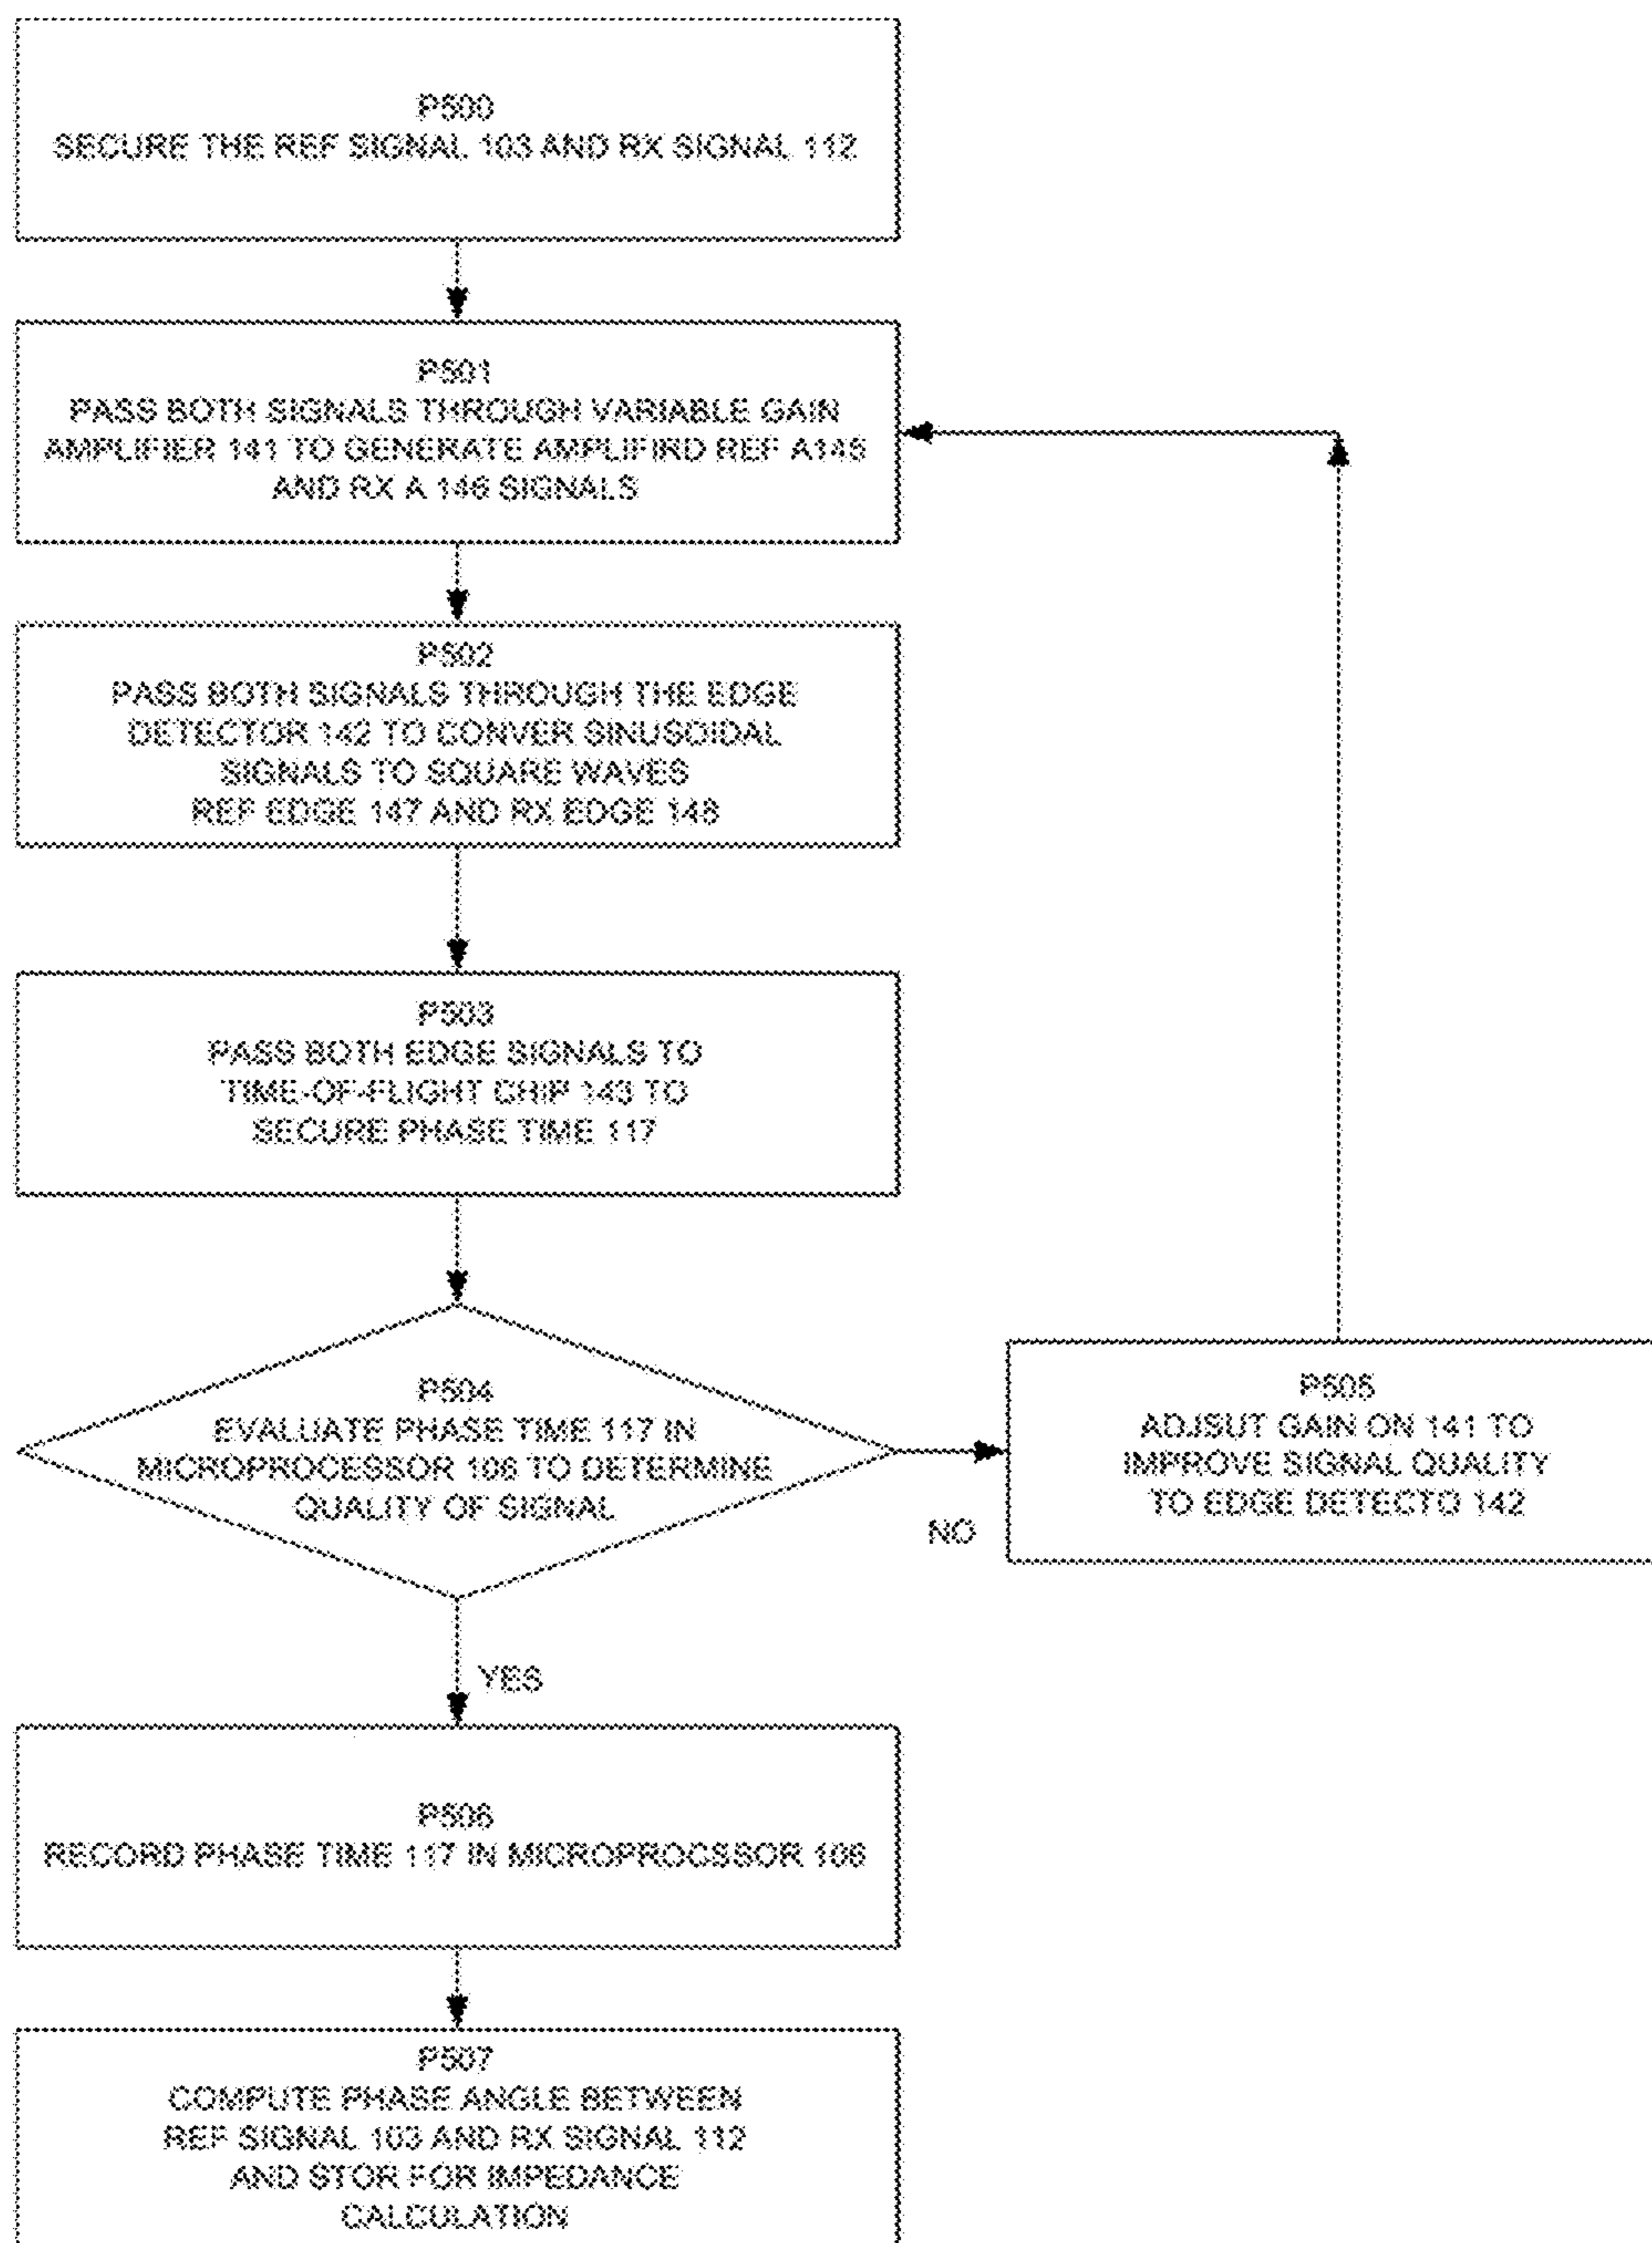 P500
SECURE THE REF SIGNAL 103 AND RX SIGNAL 112
P501
PASS BOTH SIGNALS THROUGH VARIABLE GAIN
AMPLIFIER 141 TO GENERATE AMPLIFIRD REF A145
AND RX A 146 SIGNALS
P502
PASS BOTH SIGNALS THROUGH THE EDGE
DETECTOR 142 TO CONVER SINUSOIDAL
SIGNALS TO SQUARE WAVES
REF EDGE 147 AND RX EDGE 148
P503
PASS BOTH EDGE SIGNALS TO
TIME-OF-FLIGHT CHIP 143 TO
SECURE PHASE TIME 117
P504
EVALUATE PHASE TIME 117 IN
MICROPROCESSOR 106 TO DETERMINE
QUALITY OF SIGNAL
NO
P505
ADJSUT GAIN ON 141 TO
IMPROVE SIGNAL QUALITY
TO EDGE DETECTO 142
YES
P506
RECORD PHASE TIME 117 IN MICROPROCSSOR 106
P507
COMPUTE PHASE ANGLE BETWEEN
REF SIGNAL 103 AND RX SIGNAL 112
AND STOR FOR IMPEDANCE
CALCULATION